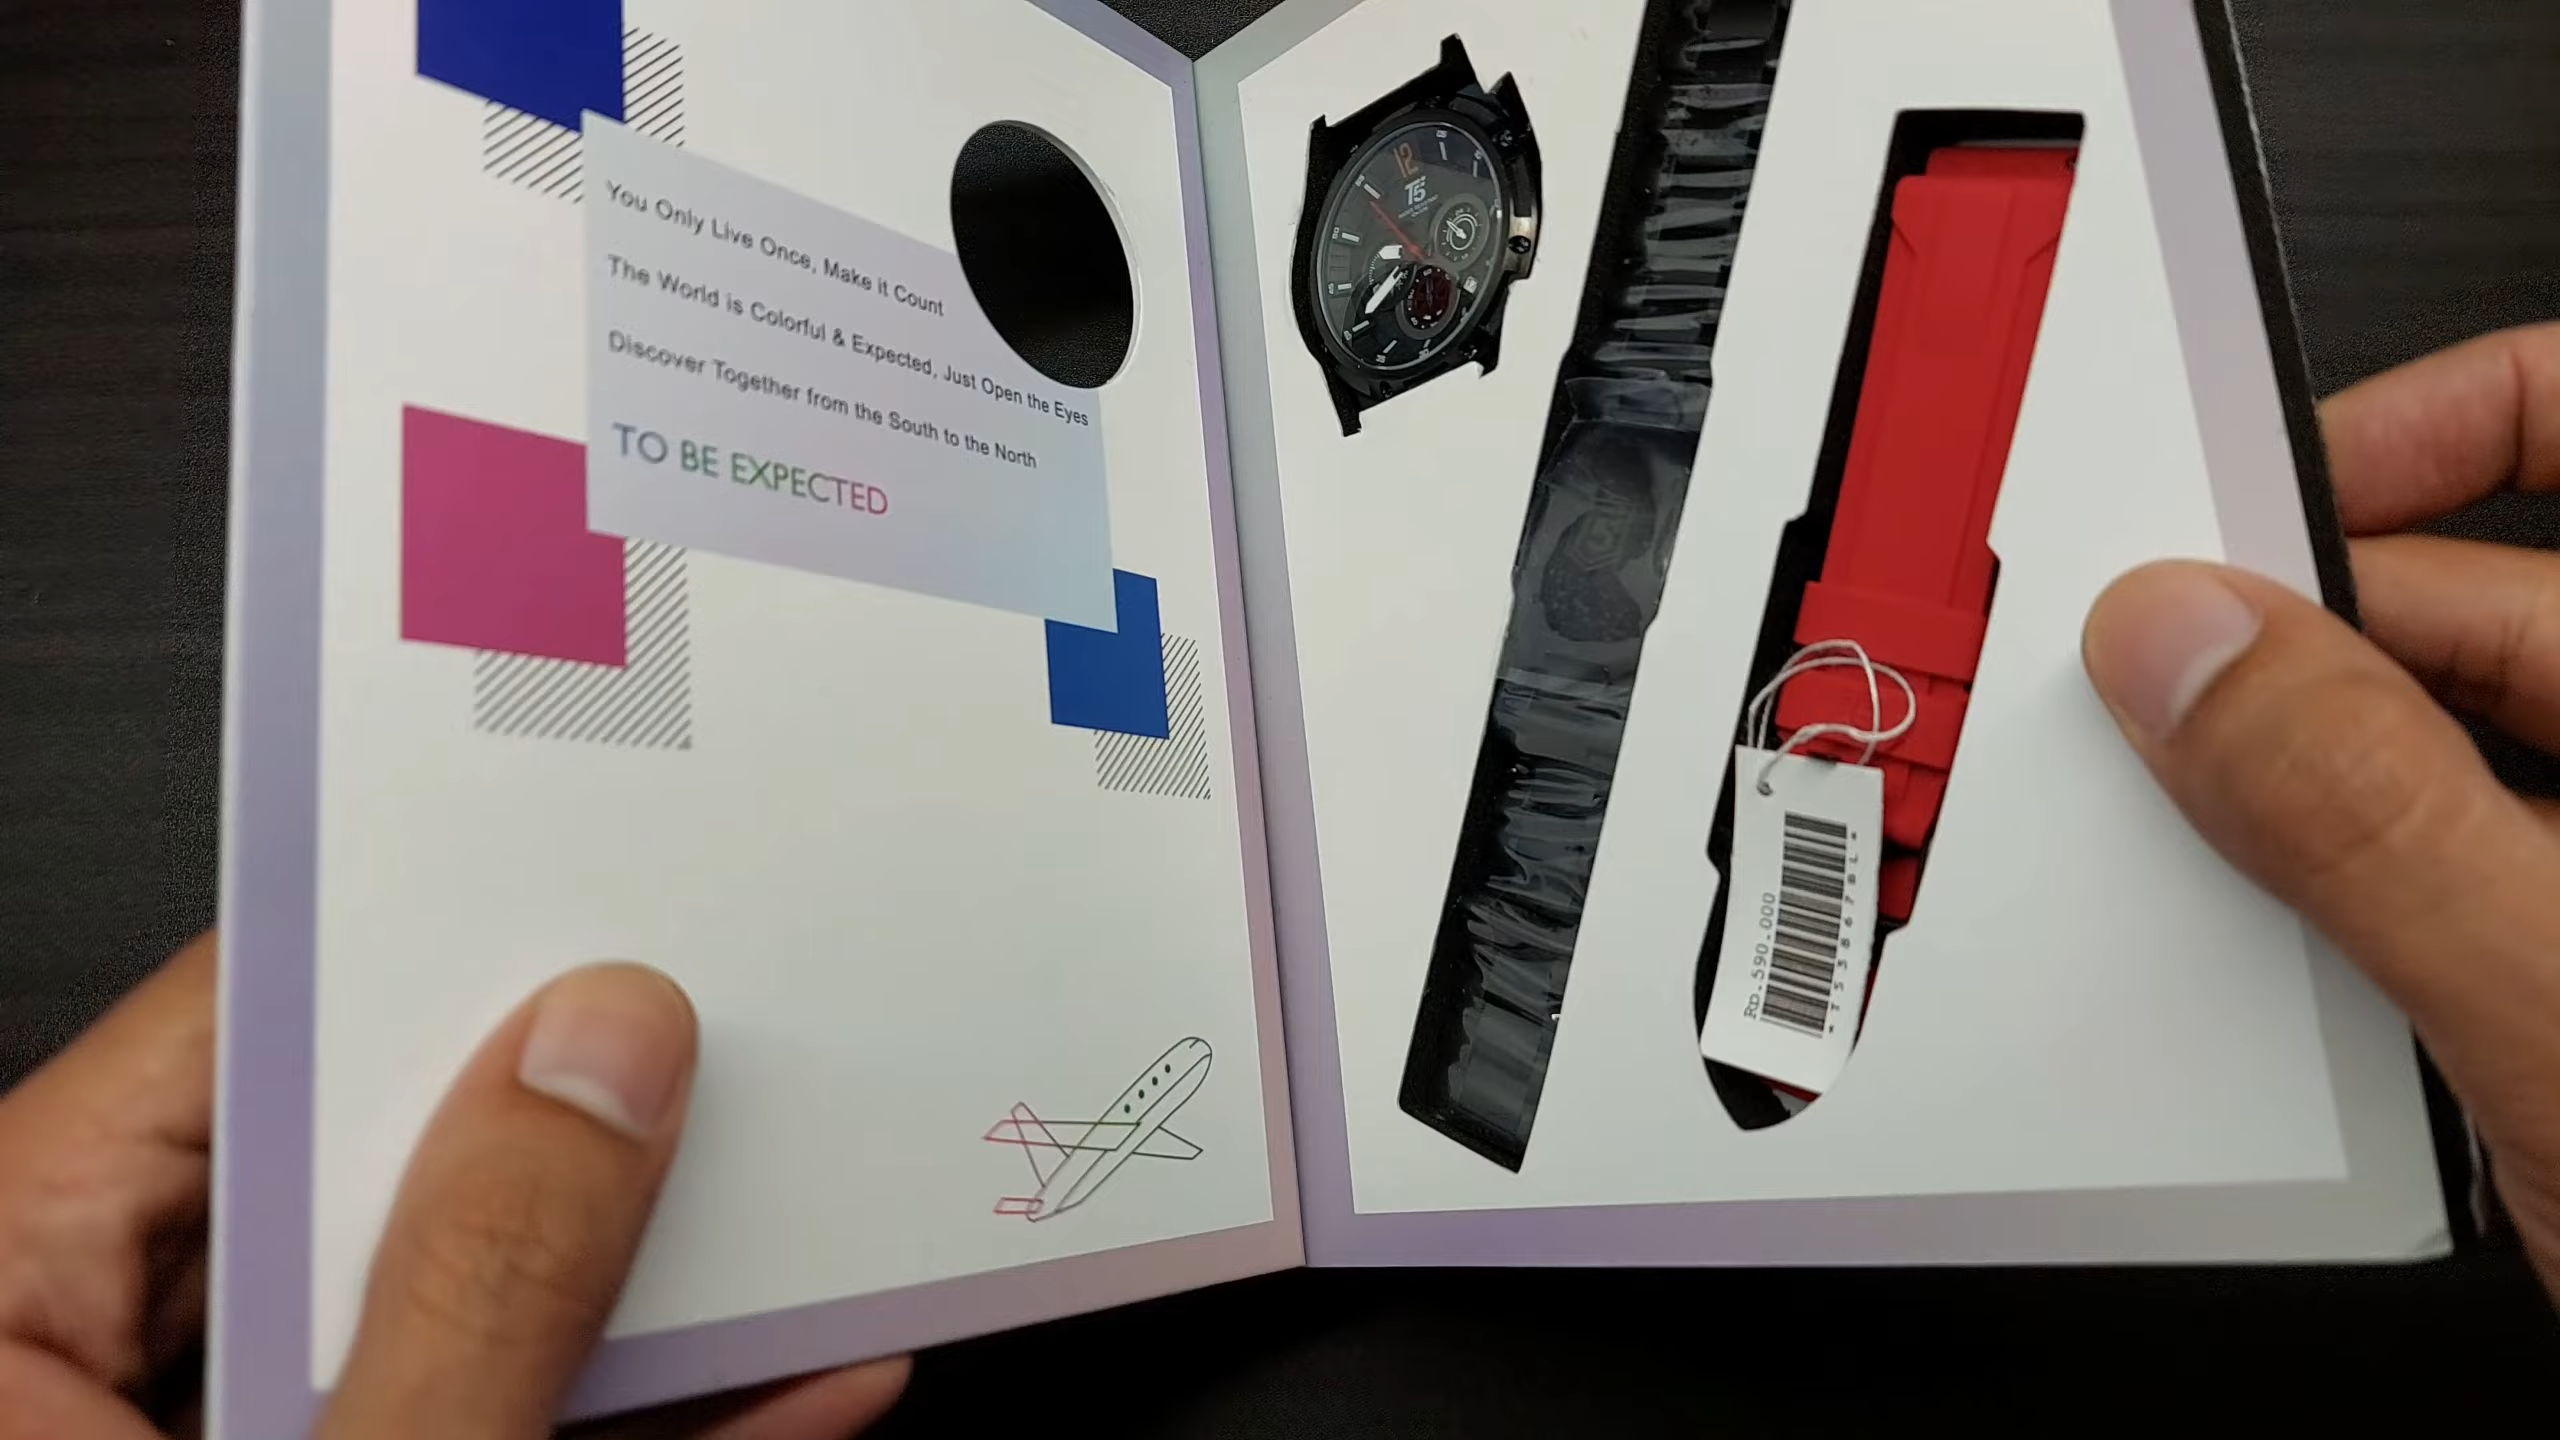 You Only Live Once, Make it Count
The World is Colorful & Expected, Just Open the Eyes
Discover Together from the South to the North
TO BE EXPECTED
12
T5
Rp.590.000